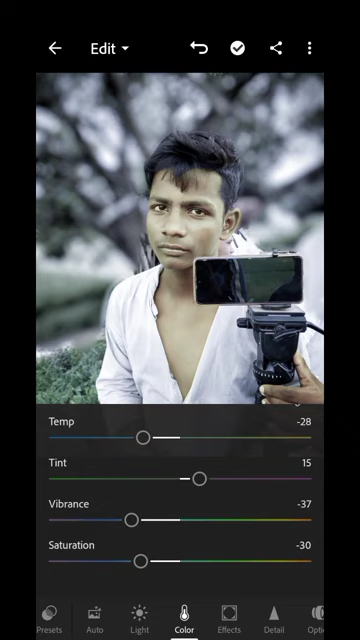 Edit
Temp -28
Tint 15
Vibrance -37
Saturation -30
Presets Auto Light Color Effects Detail